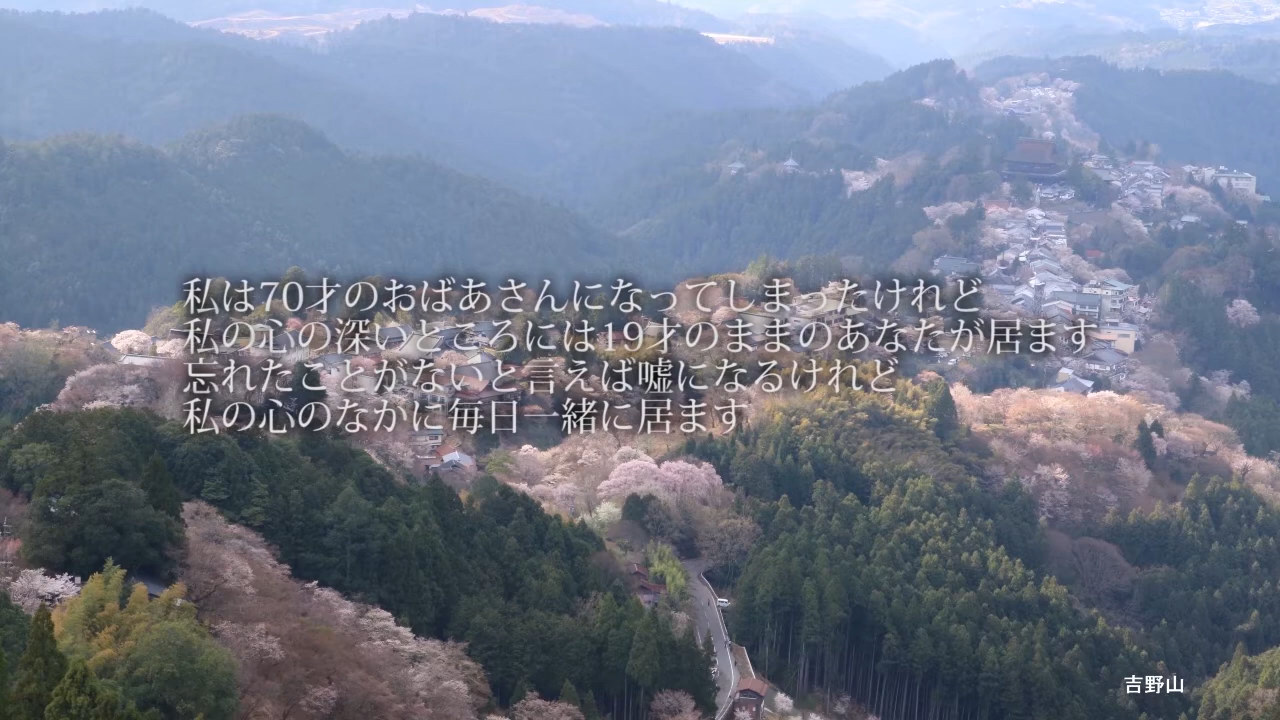 私は70才のおばあさんになってしまったけれど
私の心の深いところには19才のままのあなたが居ます
忘れたことがないと言えば嘘になるけれど
私の心のなかに毎日一緒に居ます
吉野山